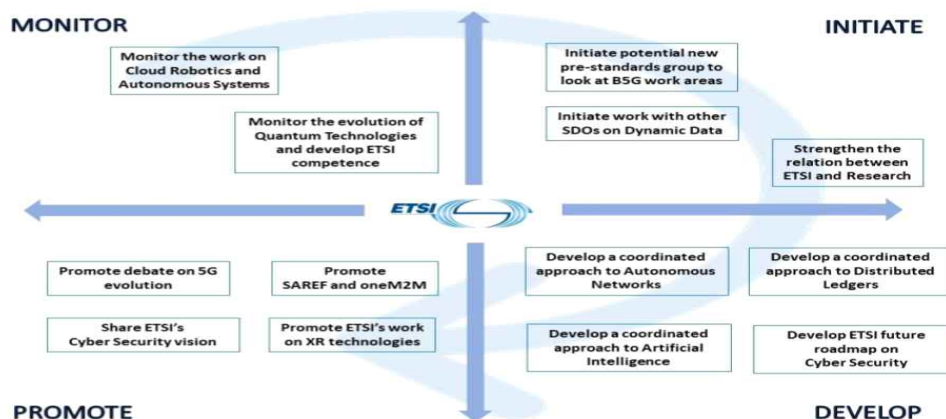 MONITOR
INITIATE
Monitor the work on
Cloud Robotics and
Autonomous Systems
Initiate potential new
pre-standards group to
look at B5G work areas
Monitor the evolution of
Quantum Technologies
and develop ETSI
competence
Initiate work with other
SDOs on Dynamic Data
Strengthen the
relation between
ETSI and Research
ETSI
Promote debate on 5G
evolution
Promote
SAREF and oneM2M
Develop a coordinated
approach to Autonomous
Networks
Develop a coordinated
approach to Distributed
Ledgers
Share ETSI's
Cyber Security vision
Promote ETSI's work
on XR technologies
Develop a coordinated
approach to Artificial
Intelligence
Develop ETSI future
roadmap on
Cyber Security
PROMOTE
DEVELOP